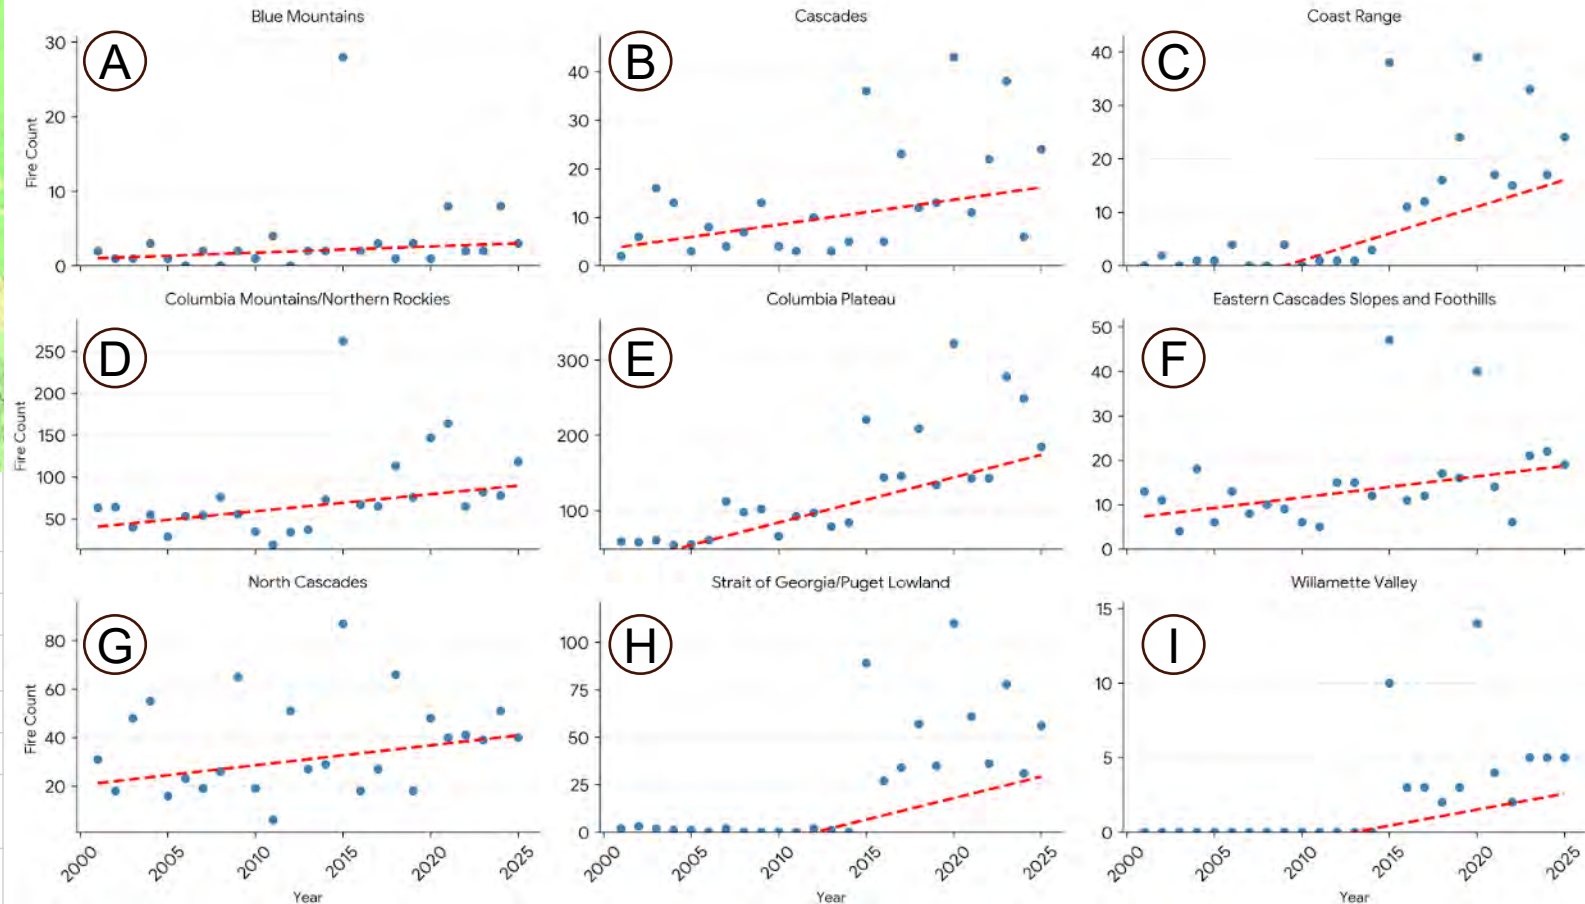 Blue Mountains
Cascades
Coast Range
A
B
C
Fire Count
30
20
10
0
40
30
20
10
0
40
30
20
10
0
Columbia Mountains/Northern Rockies
Columbia Plateau
Eastern Cascades Slopes and Foothills
D
E
F
Fire Count
250
200
150
100
50
300
200
100
50
40
30
20
10
0
North Cascades
Strait of Georgia/Puget Lowland
Willamette Valley
G
H
I
Fire Count
80
60
40
20
100
75
50
25
0
15
10
5
0
2000 2005 2010 2015 2020 2025
2000 2005 2010 2015 2020 2025
2000 2005 2010 2015 2020 2025
Year
Year
Year